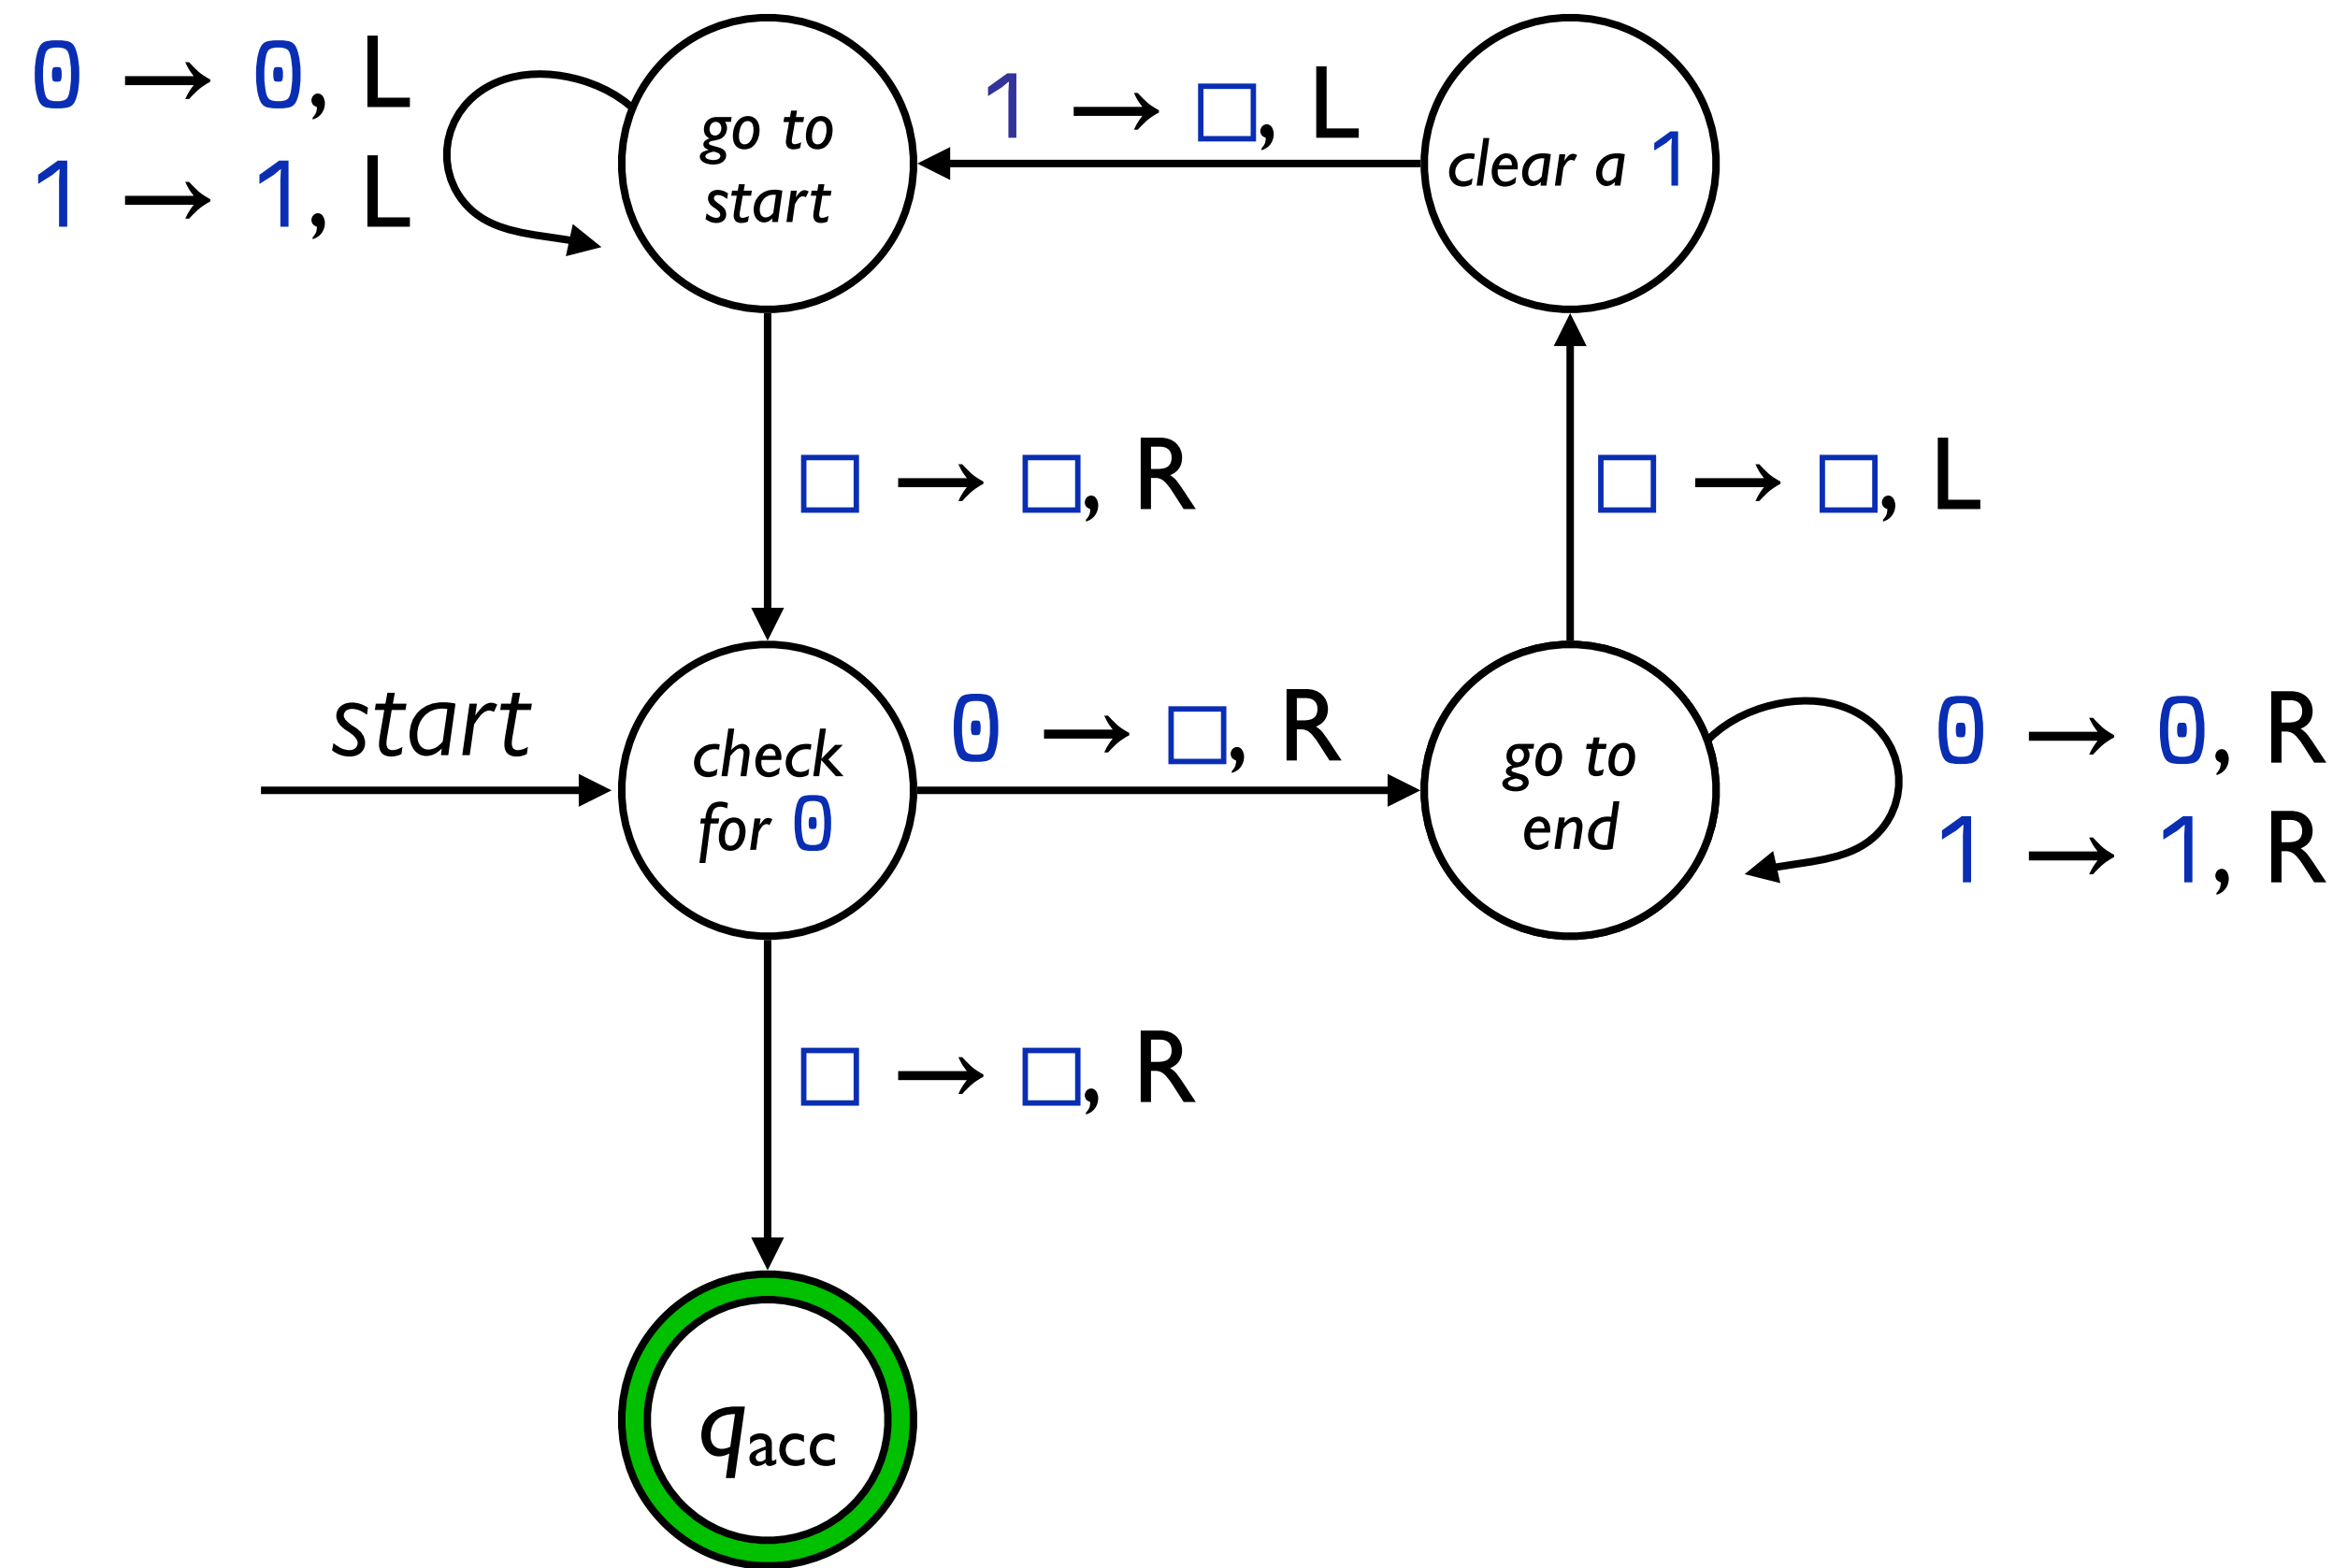 0 → 0, L
1 → 1, L
go to
start
1 → □, L
clear a 1
□ → □, R
□ → □, L
start
check
for 0
0 → □, R
go to
end
0 → 0, R
1 → 1, R
□ → □, R
qacc